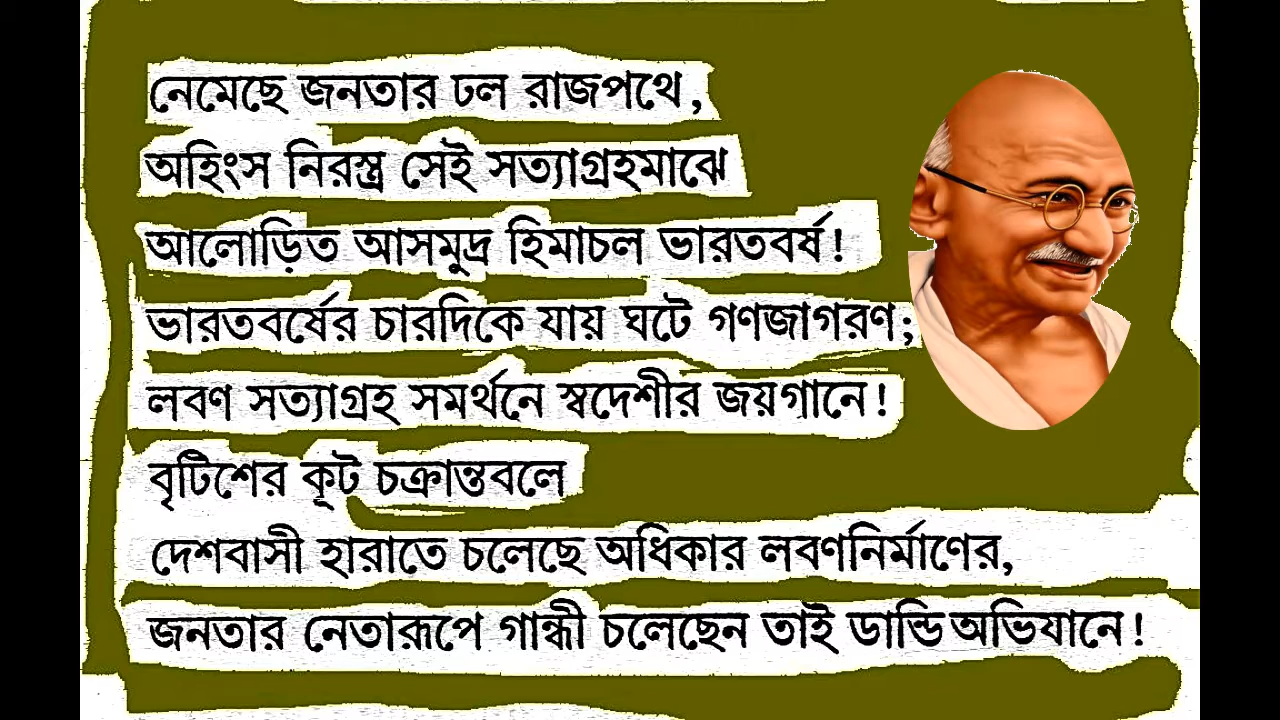 নেমেছে জনতার ঢল রাজপথে,
অহিংস নিরস্ত্র সেই সত্যাগ্রহমাঝে
আলোড়িত আসমুদ্র হিমাচল ভারতবর্ষ!
ভারতবর্ষের চারদিকে যায় ঘটে গণজাগরণ;
লবণ সত্যাগ্রহ সমর্থনে স্বদেশীর জয়গানে!
বৃটিশের কূট চক্রান্তবলে
দেশবাসী হারাতে চলেছে অধিকার লবণনির্মাণের,
জনতার নেতারূপে গান্ধী চলেছেন তাই ডান্ডিঅভিযানে!